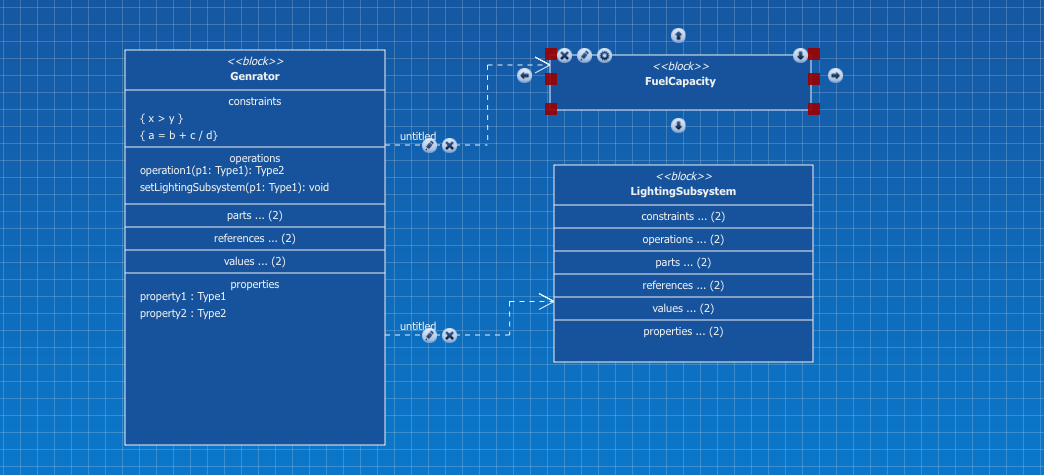 <<block>>
Genrator
constraints
{ x > y }
{ a = b + c / d}
operations
operation1(p1: Type1): Type2
setLightingSubsystem(p1: Type1): void
parts ... (2)
references ... (2)
values ... (2)
properties
property1 : Type1
property2 : Type2
untitled
untitled
<<block>>
FuelCapacity
<<block>>
LightingSubsystem
constraints ... (2)
operations ... (2)
parts ... (2)
references ... (2)
values ... (2)
properties ... (2)